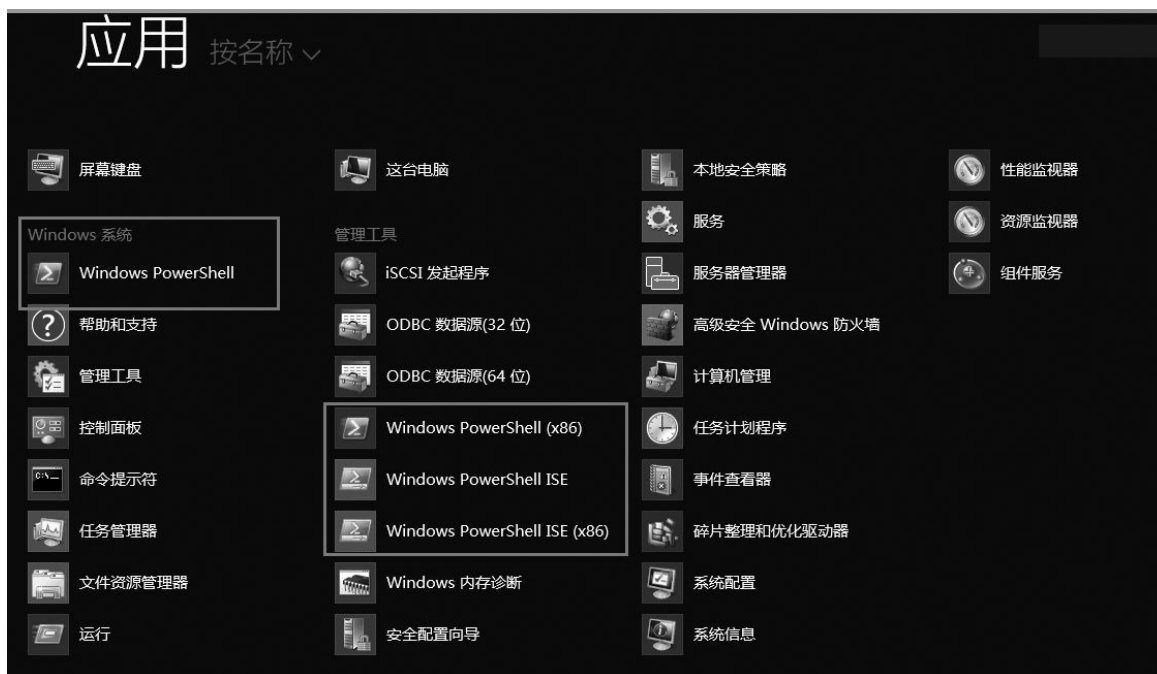 应用 按名称
屏幕键盘
Windows 系统
Windows PowerShell
帮助和支持
管理工具
控制面板
命令提示符
任务管理器
文件资源管理器
运行
这台电脑
管理工具
iSCSI 发起程序
ODBC 数据源(32 位)
ODBC 数据源(64 位)
Windows PowerShell (x86)
Windows PowerShell ISE
Windows PowerShell ISE (x86)
Windows 内存诊断
安全配置向导
本地安全策略
服务
服务器管理器
高级安全 Windows 防火墙
计算机管理
任务计划程序
事件查看器
碎片整理和优化驱动器
系统配置
系统信息
性能监视器
资源监视器
组件服务